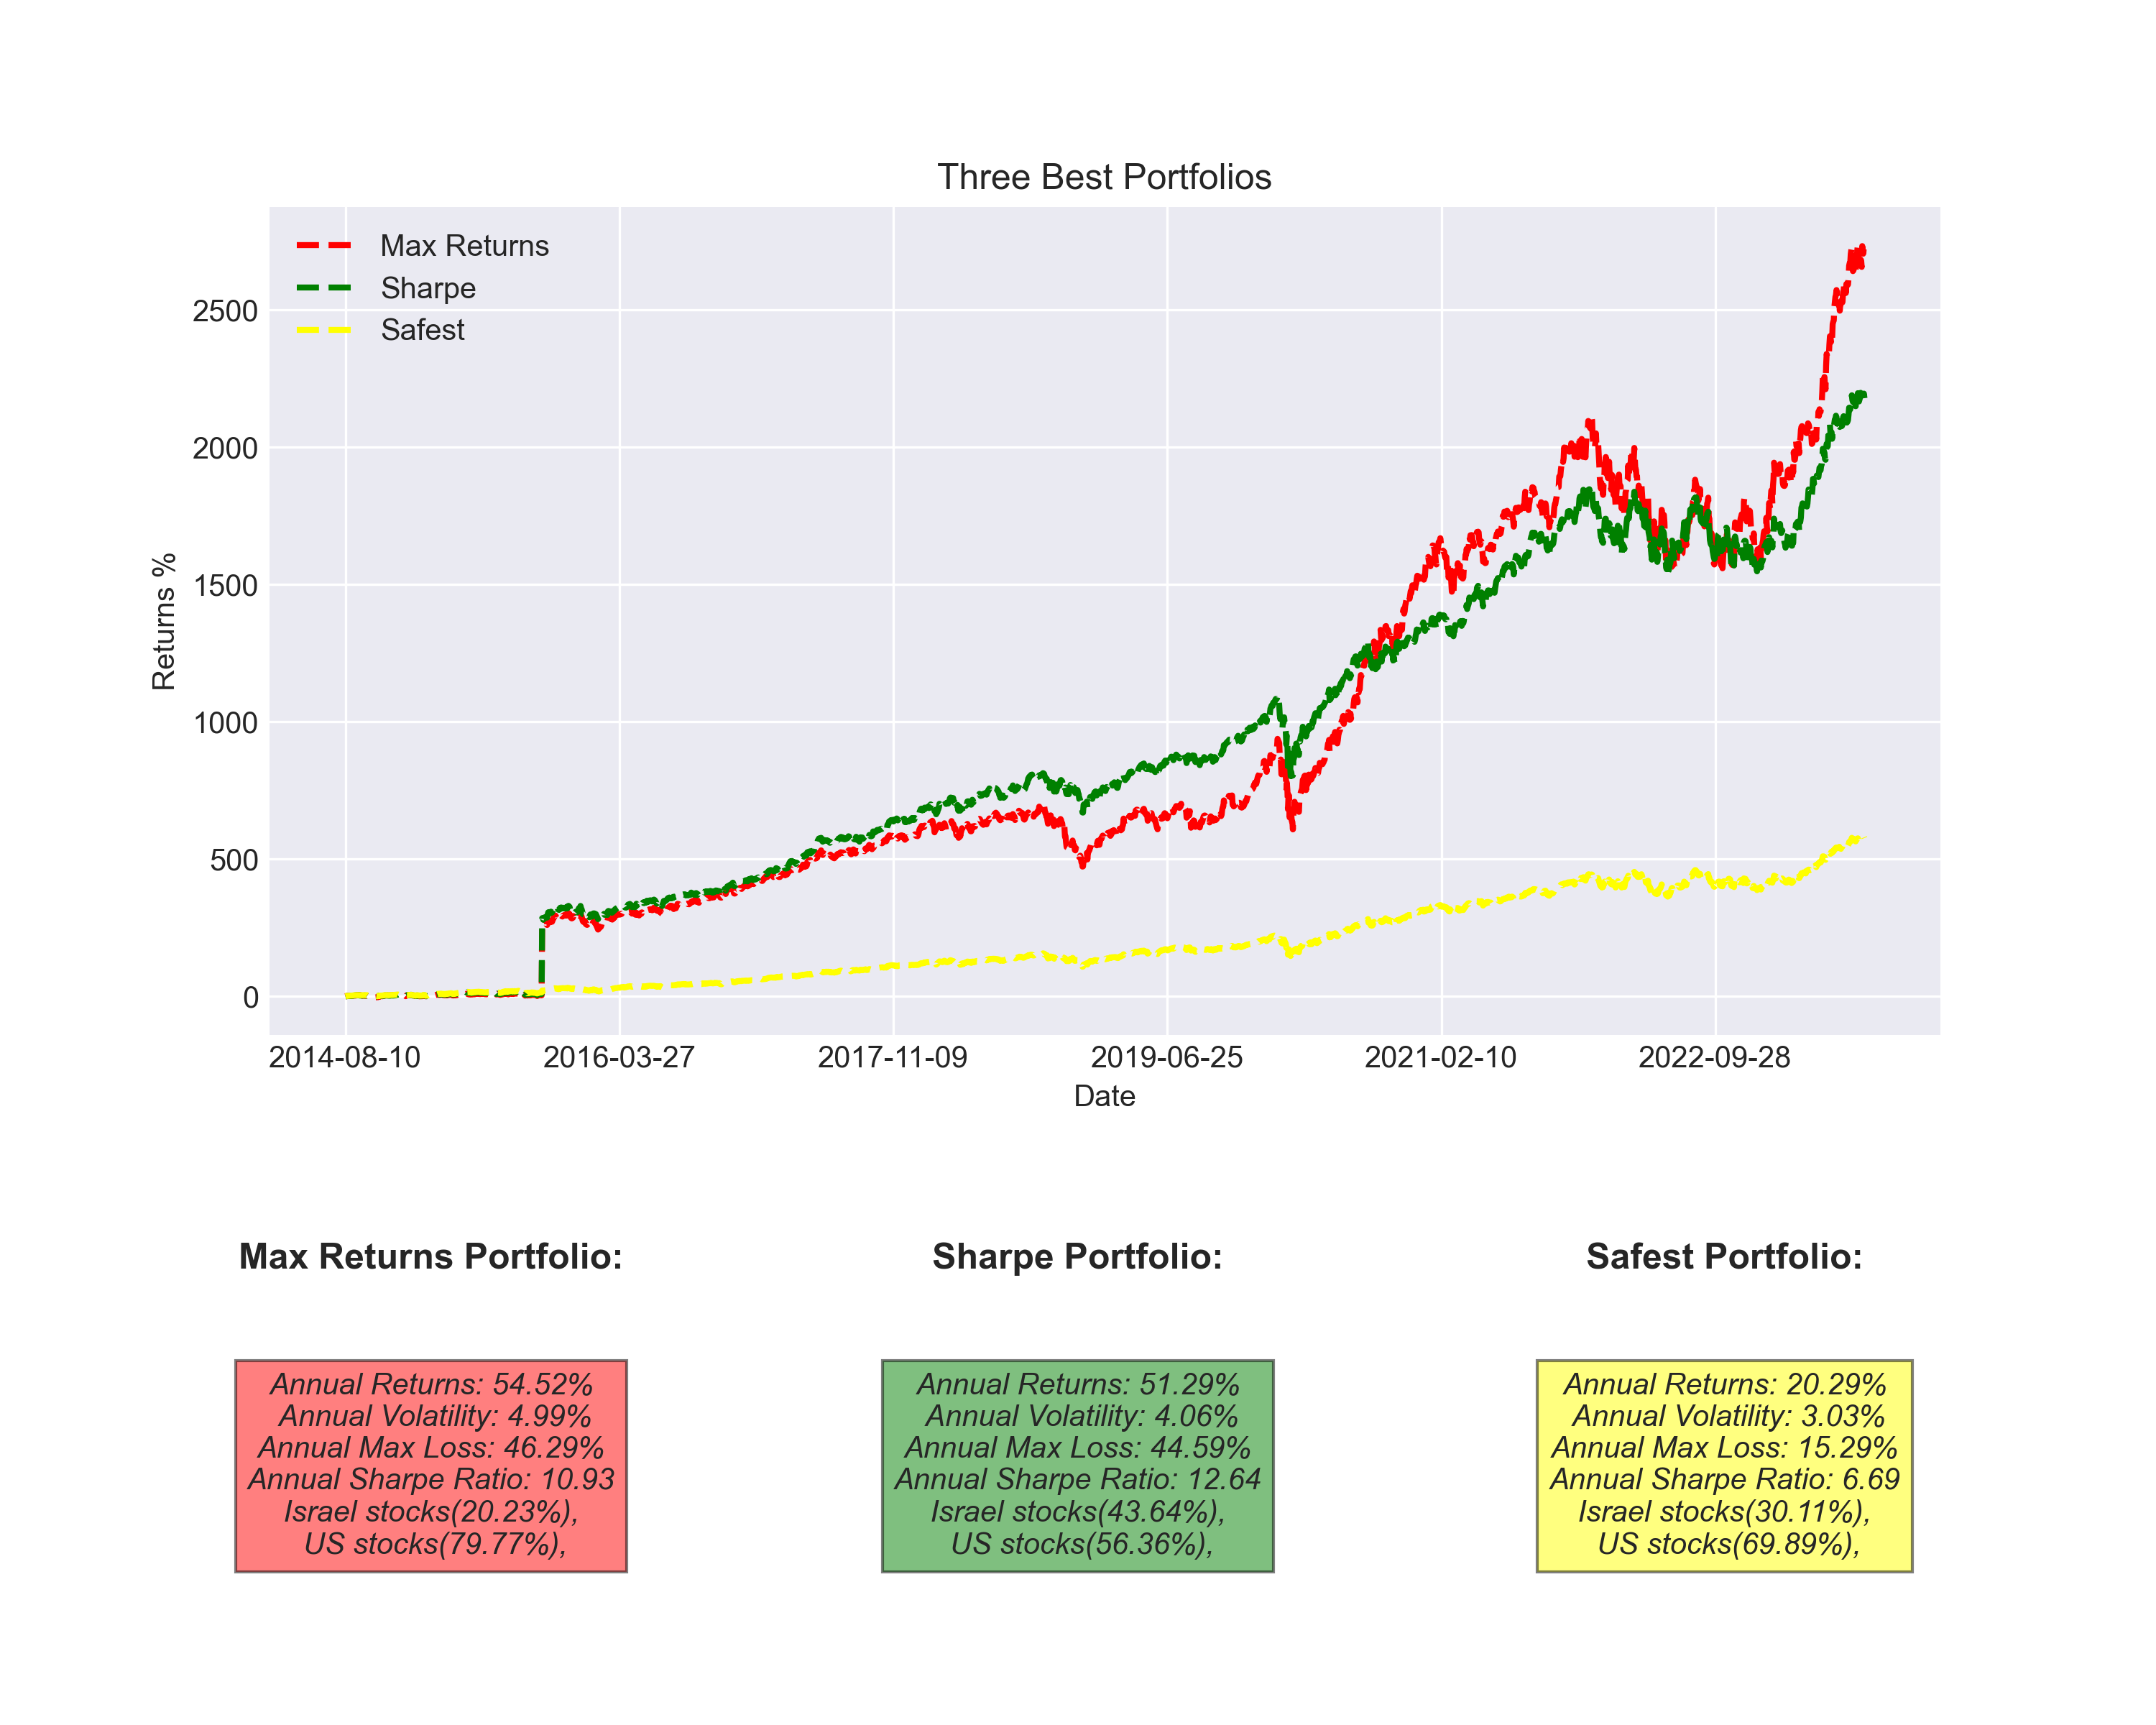 Three Best Portfolios
Max Returns
Sharpe
Safest
Returns %
2500
2000
1500
1000
500
0
2014-08-10 2016-03-27 2017-11-09 2019-06-25 2021-02-10 2022-09-28
Date
Max Returns Portfolio:
Annual Returns: 54.52%
Annual Volatility: 4.99%
Annual Max Loss: 46.29%
Annual Sharpe Ratio: 10.93
Israel stocks(20.23%),
US stocks(79.77%),
Sharpe Portfolio:
Annual Returns: 51.29%
Annual Volatility: 4.06%
Annual Max Loss: 44.59%
Annual Sharpe Ratio: 12.64
Israel stocks(43.64%),
US stocks(56.36%),
Safest Portfolio:
Annual Returns: 20.29%
Annual Volatility: 3.03%
Annual Max Loss: 15.29%
Annual Sharpe Ratio: 6.69
Israel stocks(30.11%),
US stocks(69.89%),